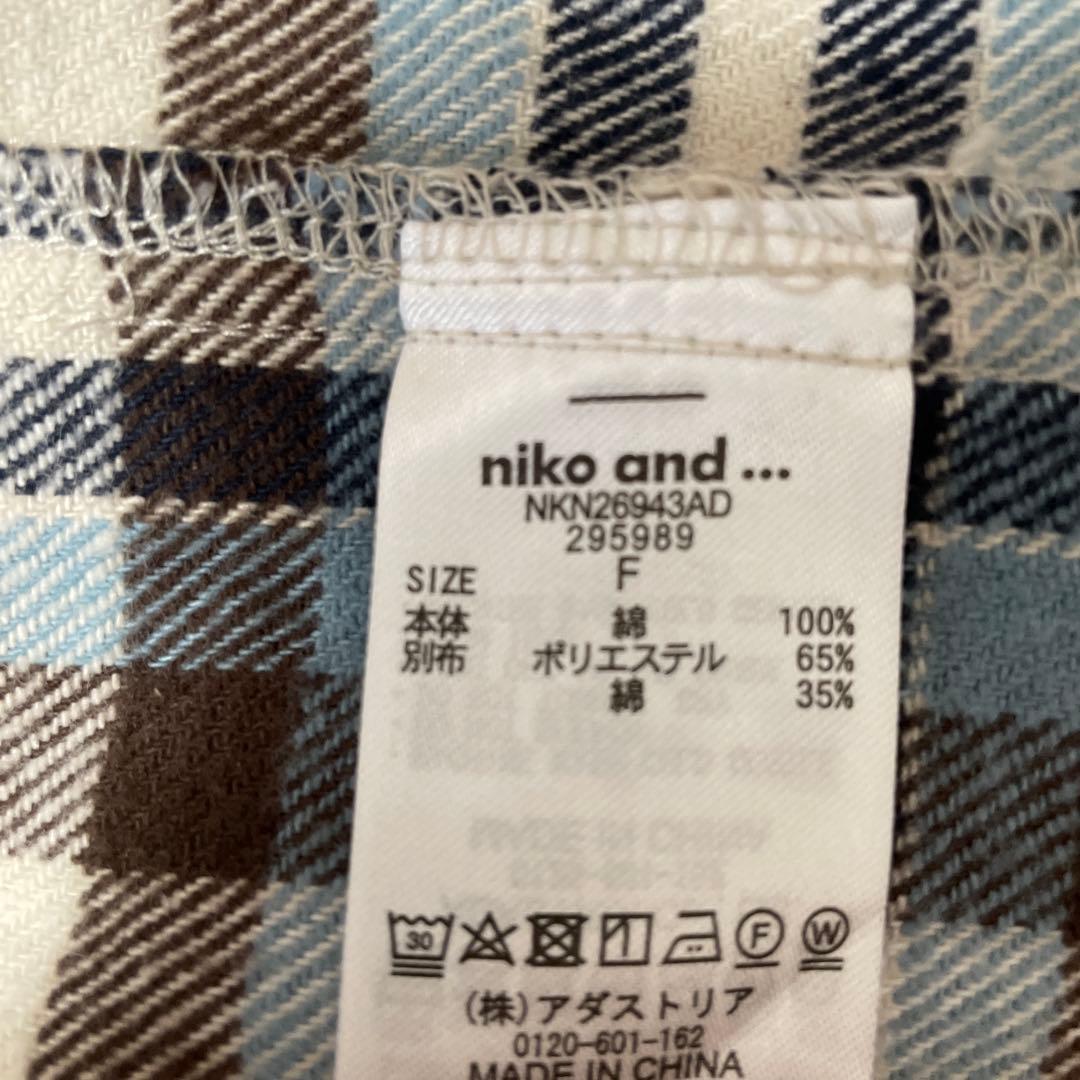 niko and ...
NKN26943AD
295989
SIZE F
本体 綿 100%
別布 ポリエステル 65%
綿 35%
30 F W
(株)アダストリア
0120-601-162
MADE IN CHINA